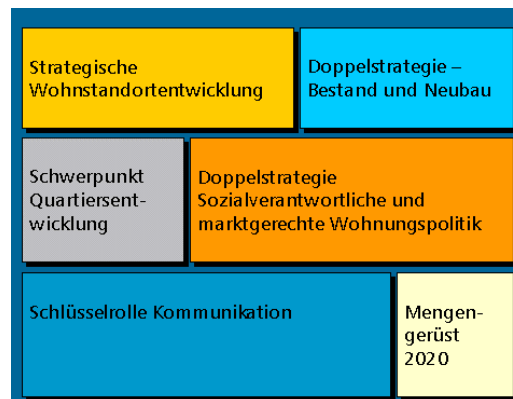 Strategische
Wohnstandortentwicklung
Doppelstrategie –
Bestand und Neubau
Schwerpunkt
Quartiersent-
wicklung
Doppelstrategie
Sozialverantwortliche und
marktgerechte Wohnungspolitik
Schlüsselrolle Kommunikation
Mengen-
gerüst
2020